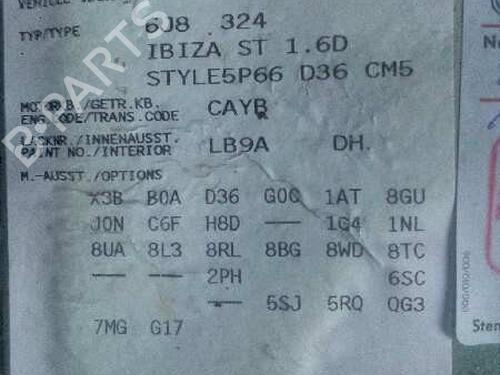 TYP/TYPE 6J8 324
IBIZA ST 1.6D
STYLE5P66 D36 CM5
MOTORKB./GETR.KB.
ENG.CODE/TRANS.CODE CAYB
LACKNR./INNENAUSST.
PAINT NO./INTERIOR LB9A DH.
M.-AUSST./OPTIONS
X3B B0A D36 G0C 1AT 8GU
J0N C6F H8D —— 1G4 1NL
8UA 8L3 8RL 8BG 8WD 8TC
—— —— 2PH 6SC
—— 5SJ 5RQ QG3
7MG G17
B-PARTS